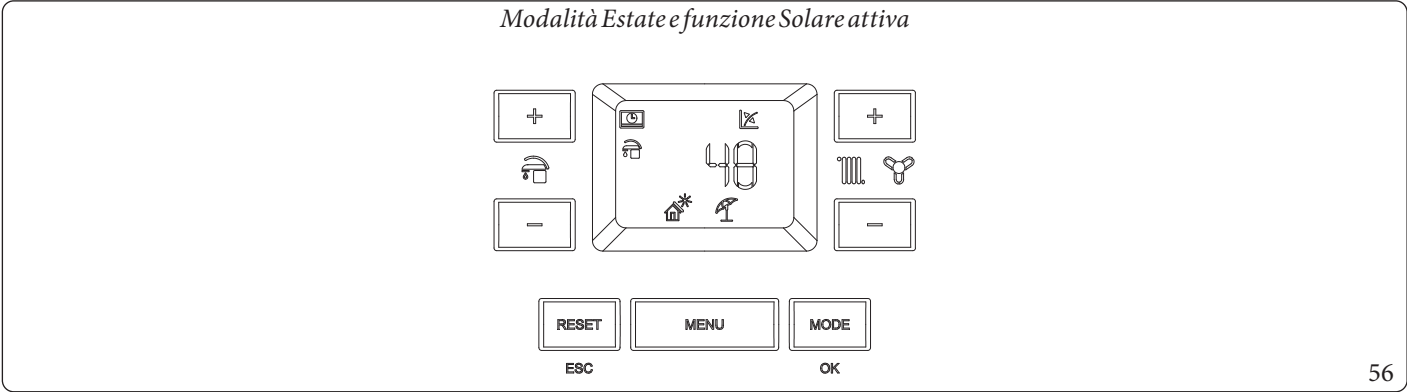 Modalità Estate e funzione Solare attiva
+ +
48
- -
RESET MENU MODE
ESC OK
56